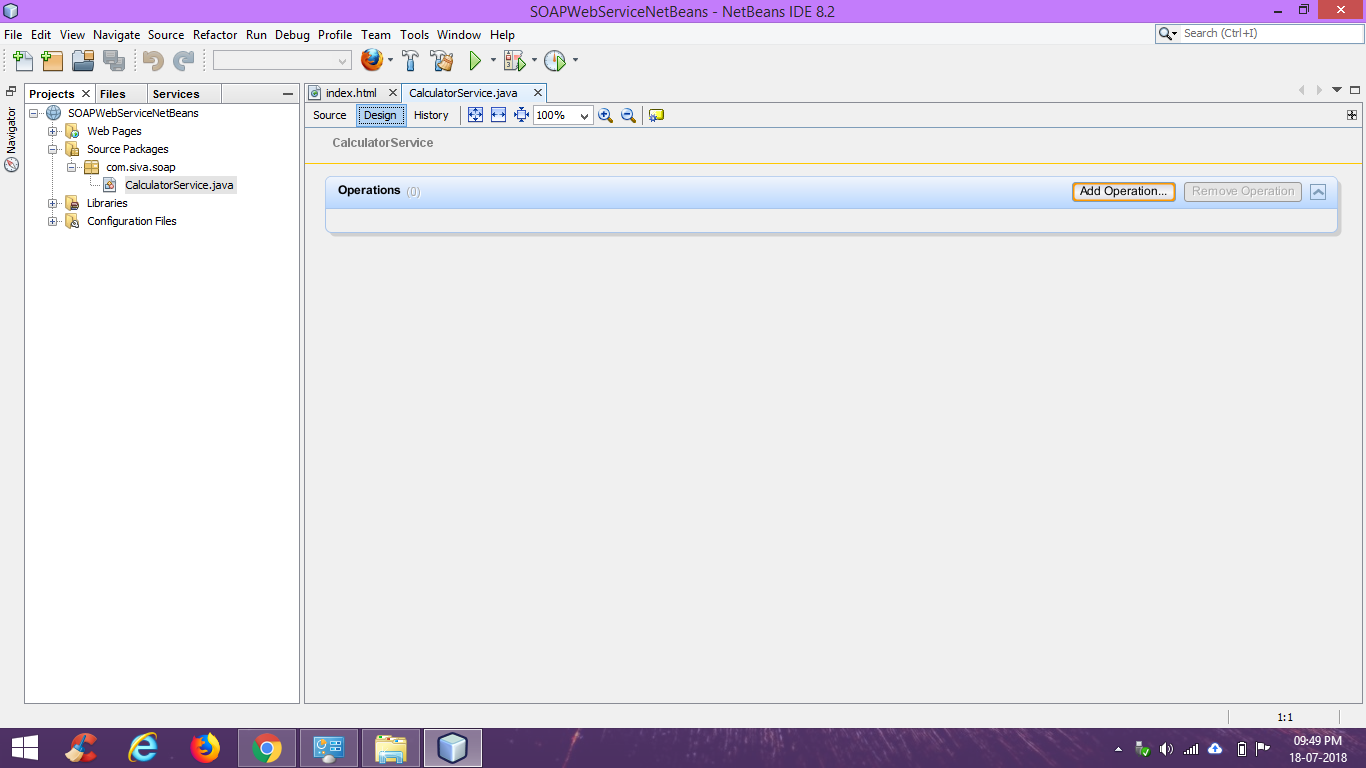 SOAPWebServiceNetBeans - NetBeans IDE 8.2
File Edit View Navigate Source Refactor Run Debug Profile Team Tools Window Help
Search (Ctrl+I)
Navigator
Projects Files Services
SOAPWebServiceNetBeans
Web Pages
Source Packages
com.siva.soap
CalculatorService.java
Libraries
Configuration Files
index.html CalculatorService.java
Source Design History 100%
CalculatorService
Operations (0) Add Operation... Remove Operation
1:1
09:49 PM
18-07-2018